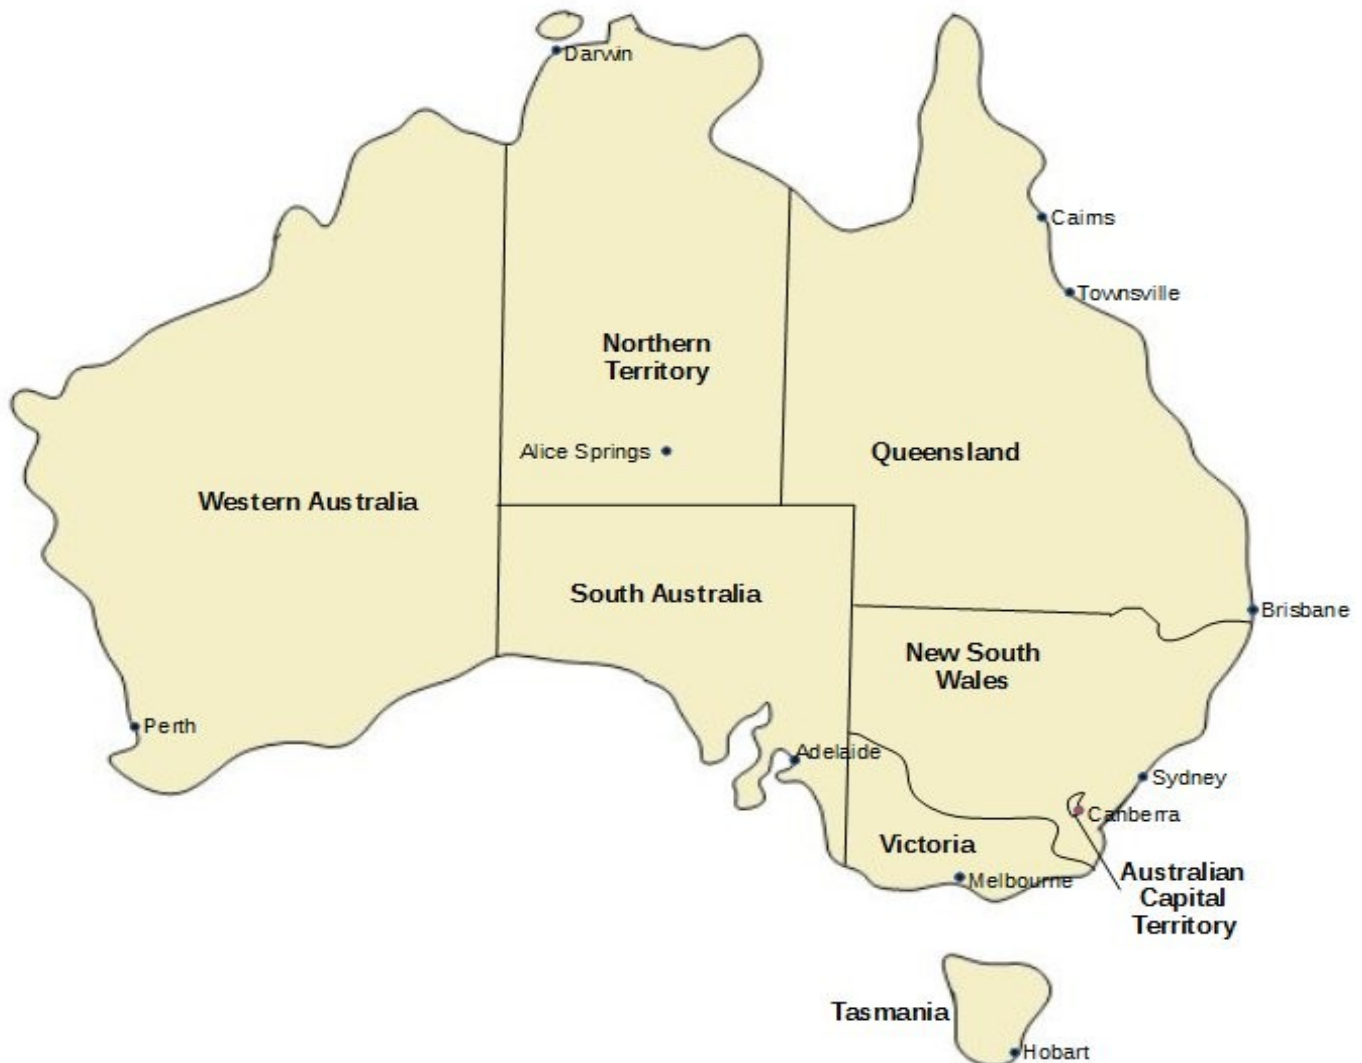 Darwin
Cairns
Townsville
Northern
Territory
Alice Springs
Queensland
Western Australia
South Australia
Brisbane
New South
Wales
Perth
Adelaide
Sydney
Canberra
Victoria
Melbourne
Australian
Capital
Territory
Tasmania
Hobart